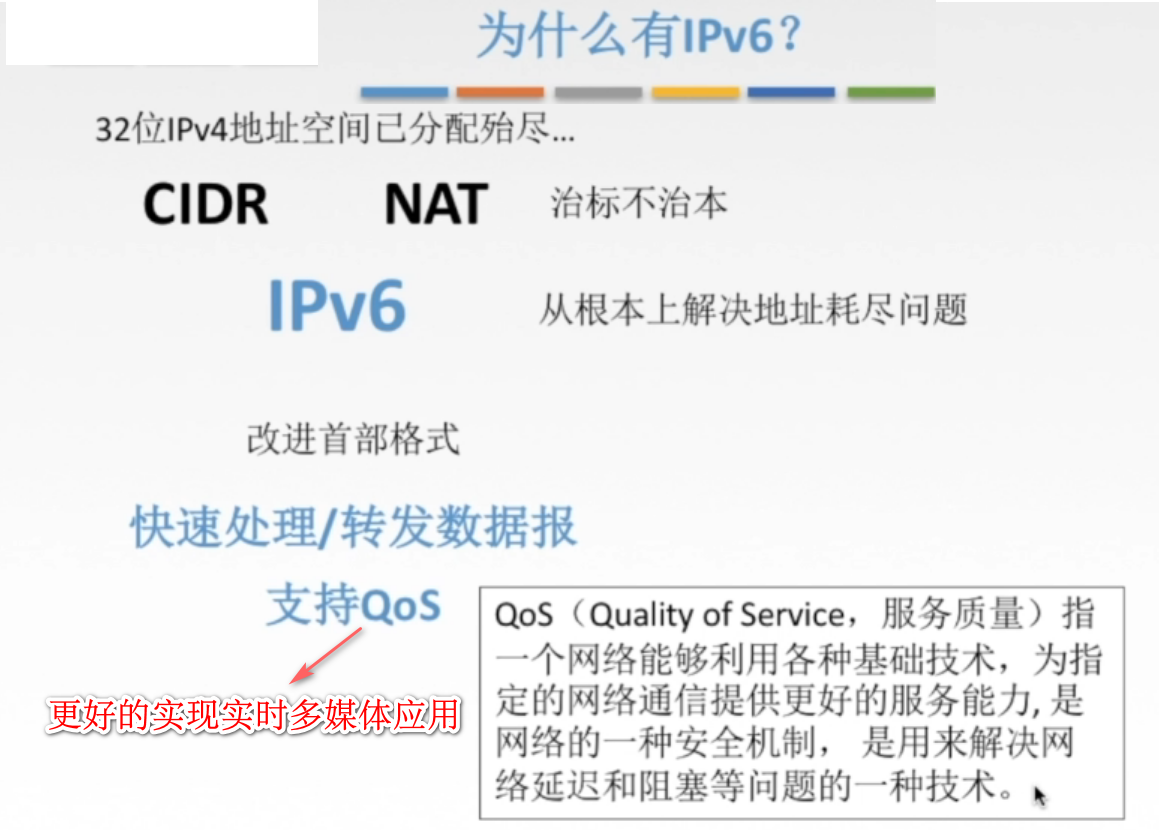 为什么有IPv6？
32位IPv4地址空间已分配殆尽...
CIDR NAT 治标不治本
IPv6 从根本上解决地址耗尽问题
改进首部格式
快速处理/转发数据报
支持QoS
更好的实现实时多媒体应用
QoS（Quality of Service，服务质量）指
一个网络能够利用各种基础技术，为指
定的网络通信提供更好的服务能力, 是
网络的一种安全机制， 是用来解决网
络延迟和阻塞等问题的一种技术。